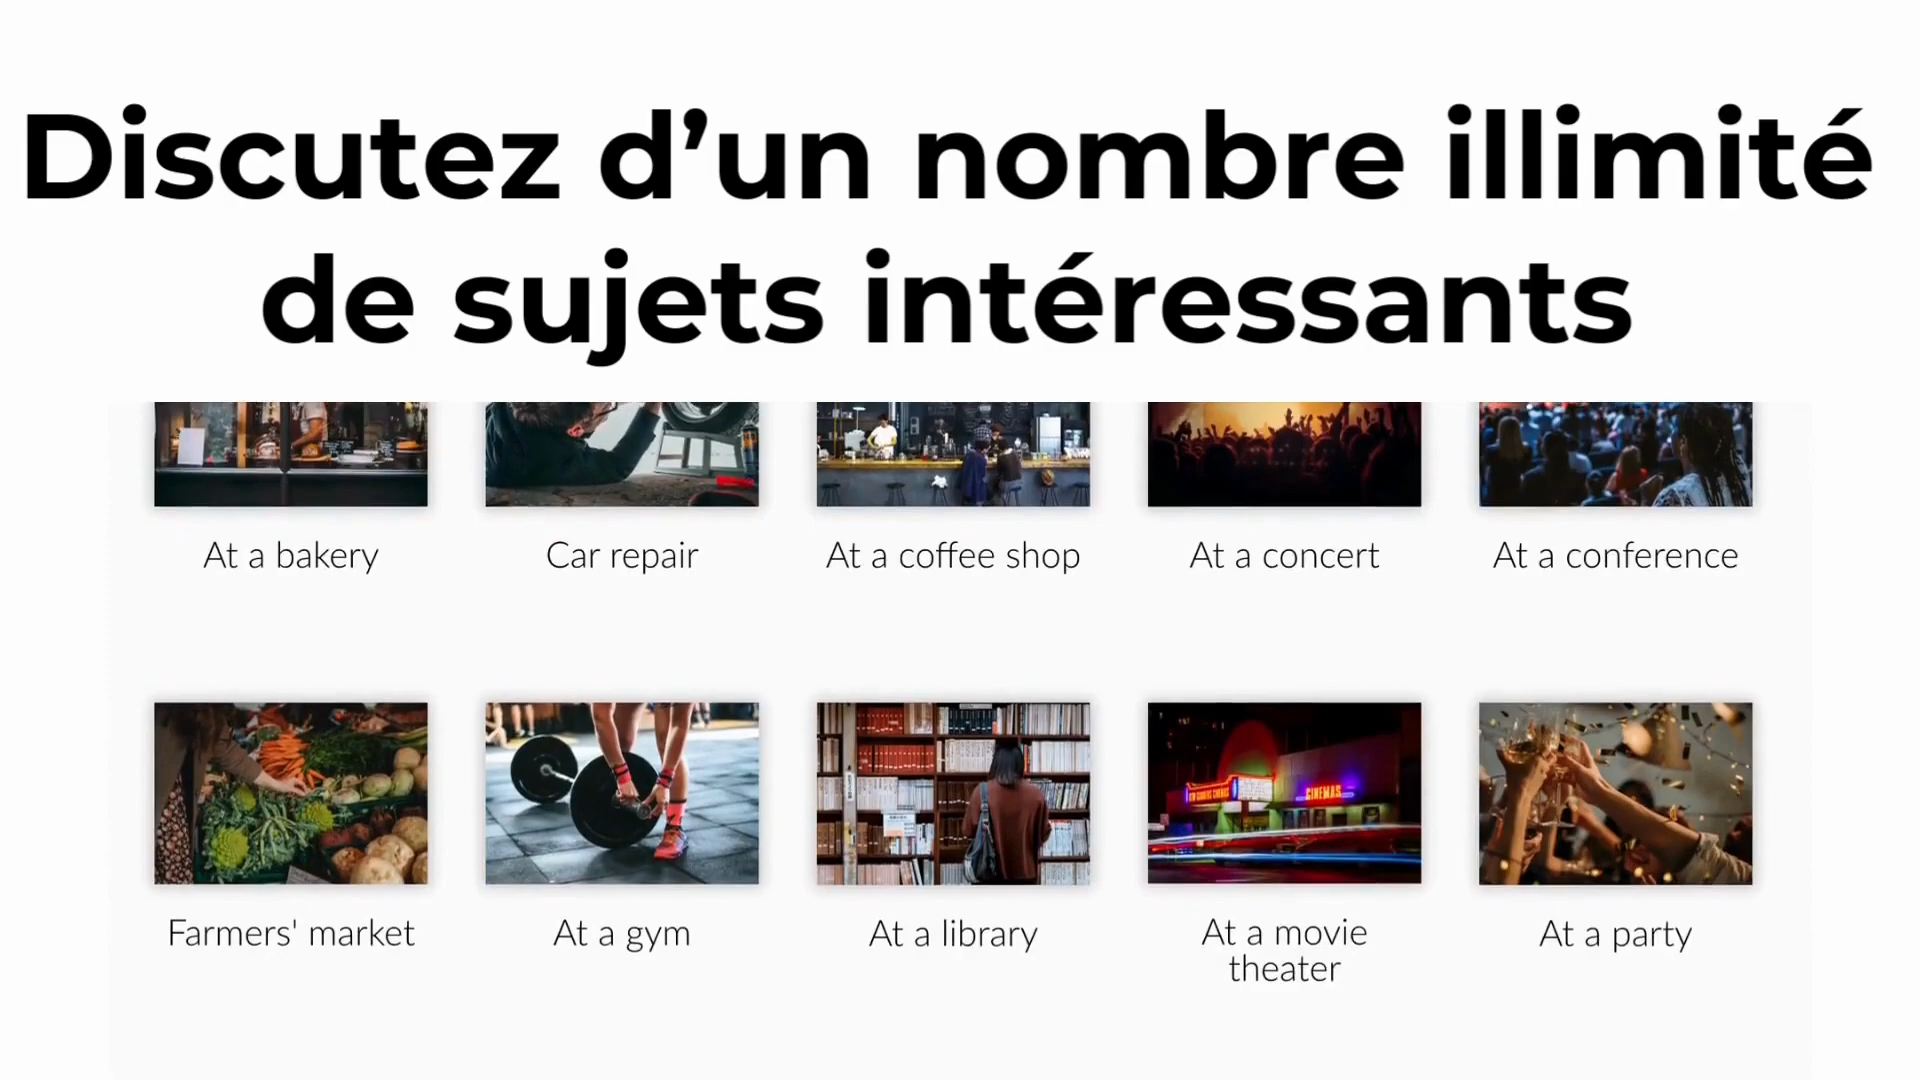 Discutez d’un nombre illimité
de sujets intéressants
At a bakery
Car repair
At a coffee shop
At a concert
At a conference
CINEMAS
Farmers' market
At a gym
At a library
At a movie
theater
At a party